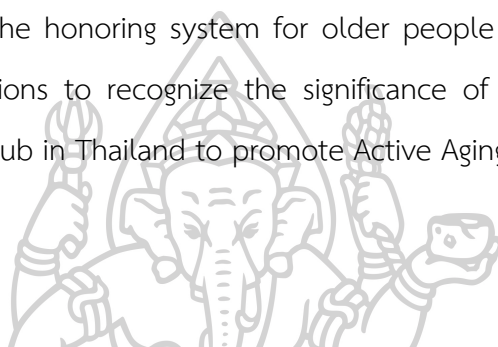 he honoring system for older people
ions to recognize the significance of
ub in Thailand to promote Active Aging